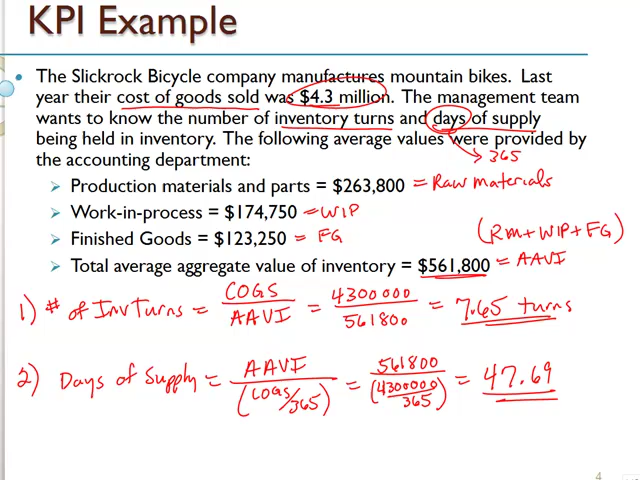 KPI Example
The Slickrock Bicycle company manufactures mountain bikes. Last
year their cost of goods sold was $4.3 million. The management team
wants to know the number of inventory turns and days of supply
being held in inventory. The following average values were provided by
the accounting department:
365
Production materials and parts = $263,800 = Raw materials
Work-in-process = $174,750 = WIP
Finished Goods = $123,250 = FG
(RM+WIP+FG)
Total average aggregate value of inventory = $561,800 = AAVI
1) # of Inv Turns = COGS / AAVI = 4300000 / 561800 = 7.65 turns
2) Days of Supply = AAVI / (COGS/365) = 561800 / (4300000/365) = 47.69
4